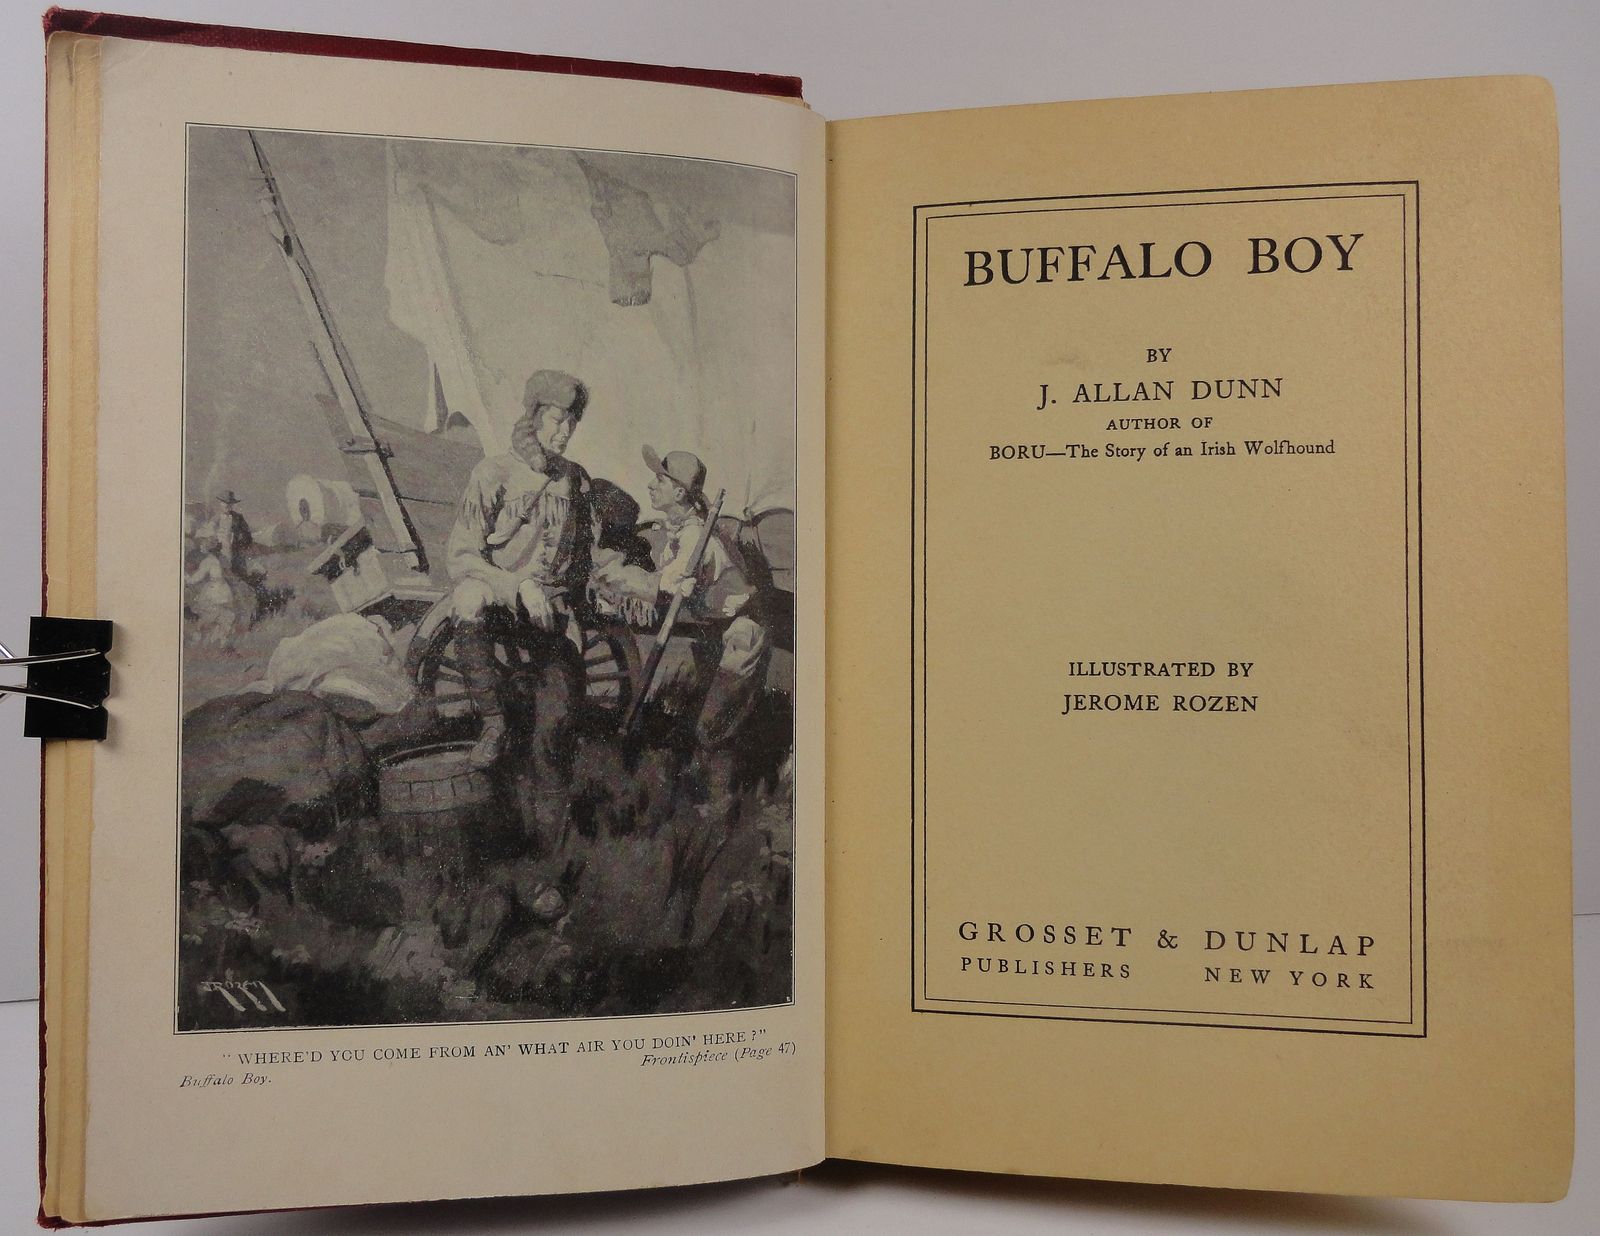 JROZEN
" WHERE'D YOU COME FROM AN' WHAT AIR YOU DOIN' HERE ?"
Buffalo Boy. Frontispiece (Page 47)
BUFFALO BOY
BY
J. ALLAN DUNN
AUTHOR OF
BORU—The Story of an Irish Wolfhound
ILLUSTRATED BY
JEROME ROZEN
GROSSET & DUNLAP
PUBLISHERS NEW YORK